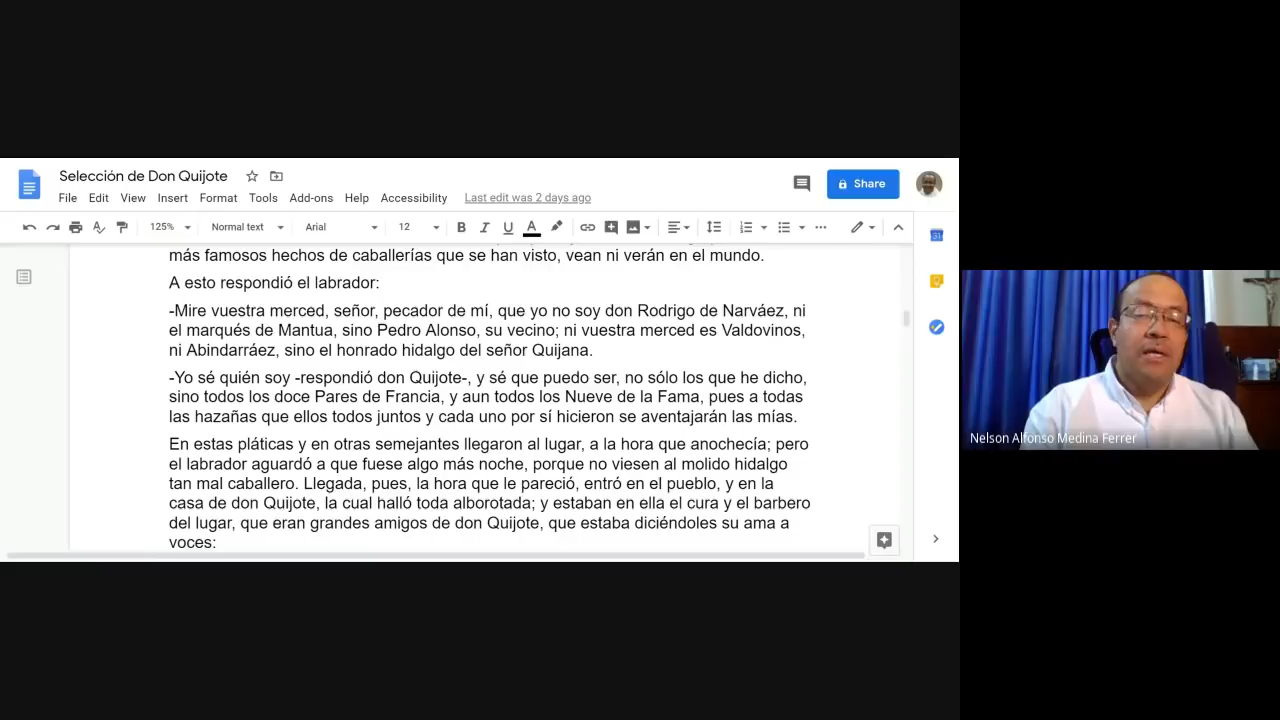 Selección de Don Quijote
File Edit View Insert Format Tools Add-ons Help Accessibility Last edit was 2 days ago
Share
125% Normal text Arial 12 B I U A
31
más famosos hechos de caballerías que se han visto, vean ni verán en el mundo.
A esto respondió el labrador:
-Mire vuestra merced, señor, pecador de mí, que yo no soy don Rodrigo de Narváez, ni
el marqués de Mantua, sino Pedro Alonso, su vecino; ni vuestra merced es Valdovinos,
ni Abindarráez, sino el honrado hidalgo del señor Quijana.
-Yo sé quién soy -respondió don Quijote-, y sé que puedo ser, no sólo los que he dicho,
sino todos los doce Pares de Francia, y aun todos los Nueve de la Fama, pues a todas
las hazañas que ellos todos juntos y cada uno por sí hicieron se aventajarán las mías.
En estas pláticas y en otras semejantes llegaron al lugar, a la hora que anochecía; pero
el labrador aguardó a que fuese algo más noche, porque no viesen al molido hidalgo
tan mal caballero. Llegada, pues, la hora que le pareció, entró en el pueblo, y en la
casa de don Quijote, la cual halló toda alborotada; y estaban en ella el cura y el barbero
del lugar, que eran grandes amigos de don Quijote, que estaba diciéndoles su ama a
voces:
Nelson Alfonso Medina Ferrer